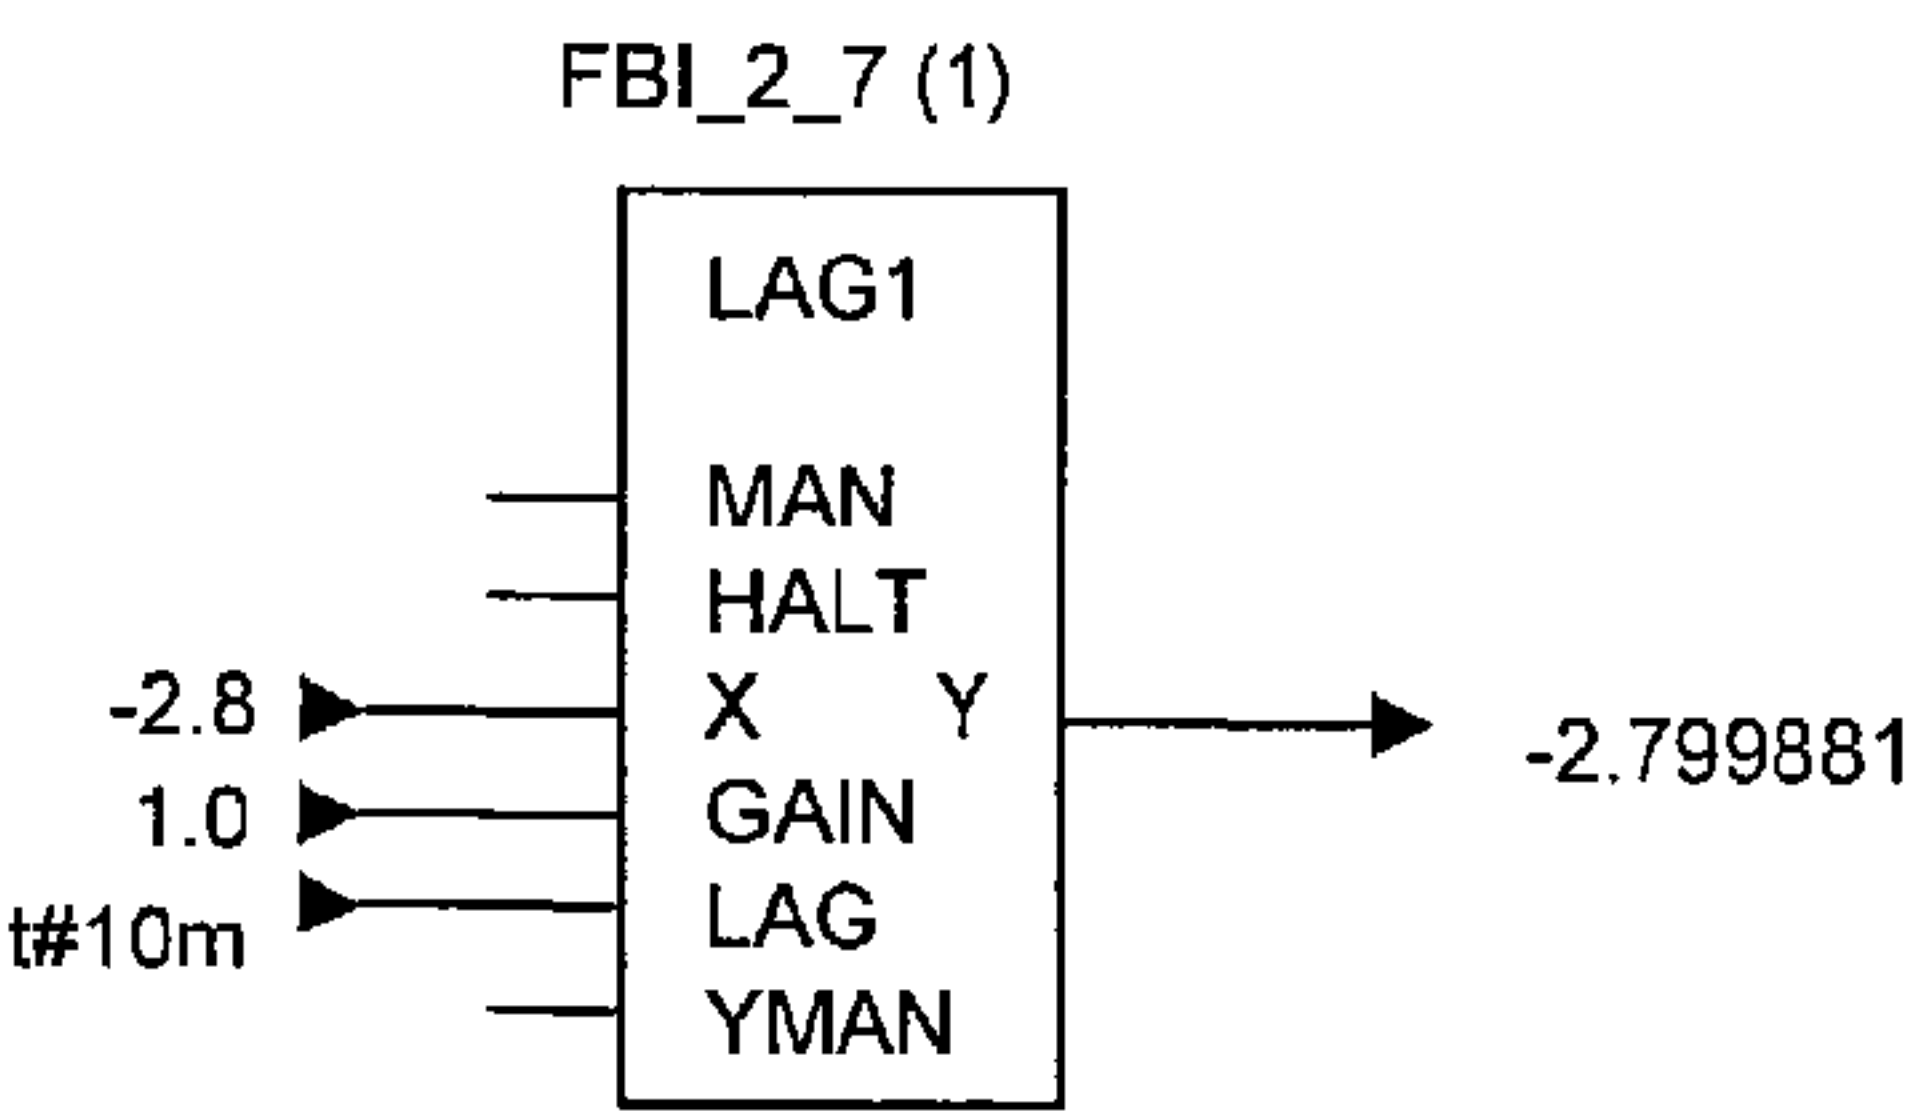 FBI_2_7 (1)
LAG1
MAN
HALT
-2.8 X Y -2.799881
1.0 GAIN
t#10m LAG
YMAN